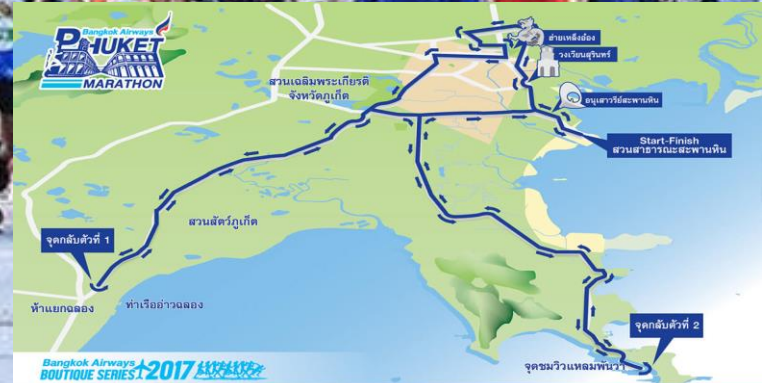 Bangkok Airways
PHUKET
MARATHON
ฮ่ายเหล็งอ๋อง
วงเวียนสุรินทร์
สวนเฉลิมพระเกียรติ
จังหวัดภูเก็ต
อนุเสาวรีย์สะพานหิน
Start-Finish
สวนสาธารณะสะพานหิน
สวนสัตว์ภูเก็ต
จุดกลับตัวที่ 1
ห้าแยกฉลอง
ท่าเรืออ่าวฉลอง
จุดกลับตัวที่ 2
จุดชมวิวแหลมพันวา
Bangkok Airways
BOUTIQUE SERIES 2017